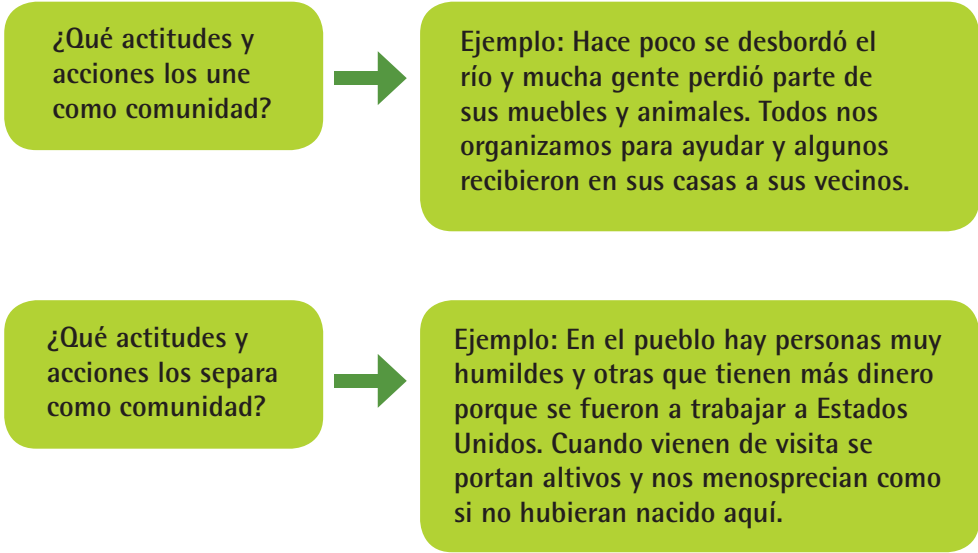 ¿Qué actitudes y
acciones los une
como comunidad?
Ejemplo: Hace poco se desbordó el
río y mucha gente perdió parte de
sus muebles y animales. Todos nos
organizamos para ayudar y algunos
recibieron en sus casas a sus vecinos.
¿Qué actitudes y
acciones los separa
como comunidad?
Ejemplo: En el pueblo hay personas muy
humildes y otras que tienen más dinero
porque se fueron a trabajar a Estados
Unidos. Cuando vienen de visita se
portan altivos y nos menosprecian como
si no hubieran nacido aquí.